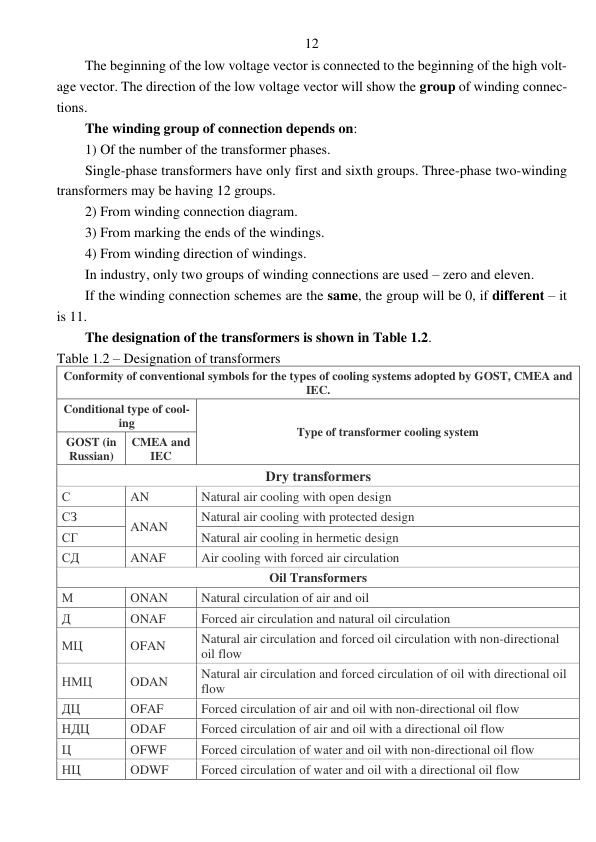 12
The beginning of the low voltage vector is connected to the beginning of the high volt-
age vector. The direction of the low voltage vector will show the group of winding connec-
tions.
The winding group of connection depends on:
1) Of the number of the transformer phases.
Single-phase transformers have only first and sixth groups. Three-phase two-winding
transformers may be having 12 groups.
2) From winding connection diagram.
3) From marking the ends of the windings.
4) From winding direction of windings.
In industry, only two groups of winding connections are used – zero and eleven.
If the winding connection schemes are the same, the group will be 0, if different – it
is 11.
The designation of the transformers is shown in Table 1.2.
Table 1.2 – Designation of transformers
Conformity of conventional symbols for the types of cooling systems adopted by GOST, CMEA and
IEC.
Conditional type of cool-
ing
Type of transformer cooling system
GOST (in
Russian)
CMEA and
IEC
Dry transformers
С AN Natural air cooling with open design
СЗ ANAN Natural air cooling with protected design
СГ Natural air cooling in hermetic design
СД ANAF Air cooling with forced air circulation
Oil Transformers
М ONAN Natural circulation of air and oil
Д ONAF Forced air circulation and natural oil circulation
МЦ OFAN Natural air circulation and forced oil circulation with non-directional
oil flow
НМЦ ODAN Natural air circulation and forced circulation of oil with directional oil
flow
ДЦ OFAF Forced circulation of air and oil with non-directional oil flow
НДЦ ODAF Forced circulation of air and oil with a directional oil flow
Ц OFWF Forced circulation of water and oil with non-directional oil flow
НЦ ODWF Forced circulation of water and oil with a directional oil flow